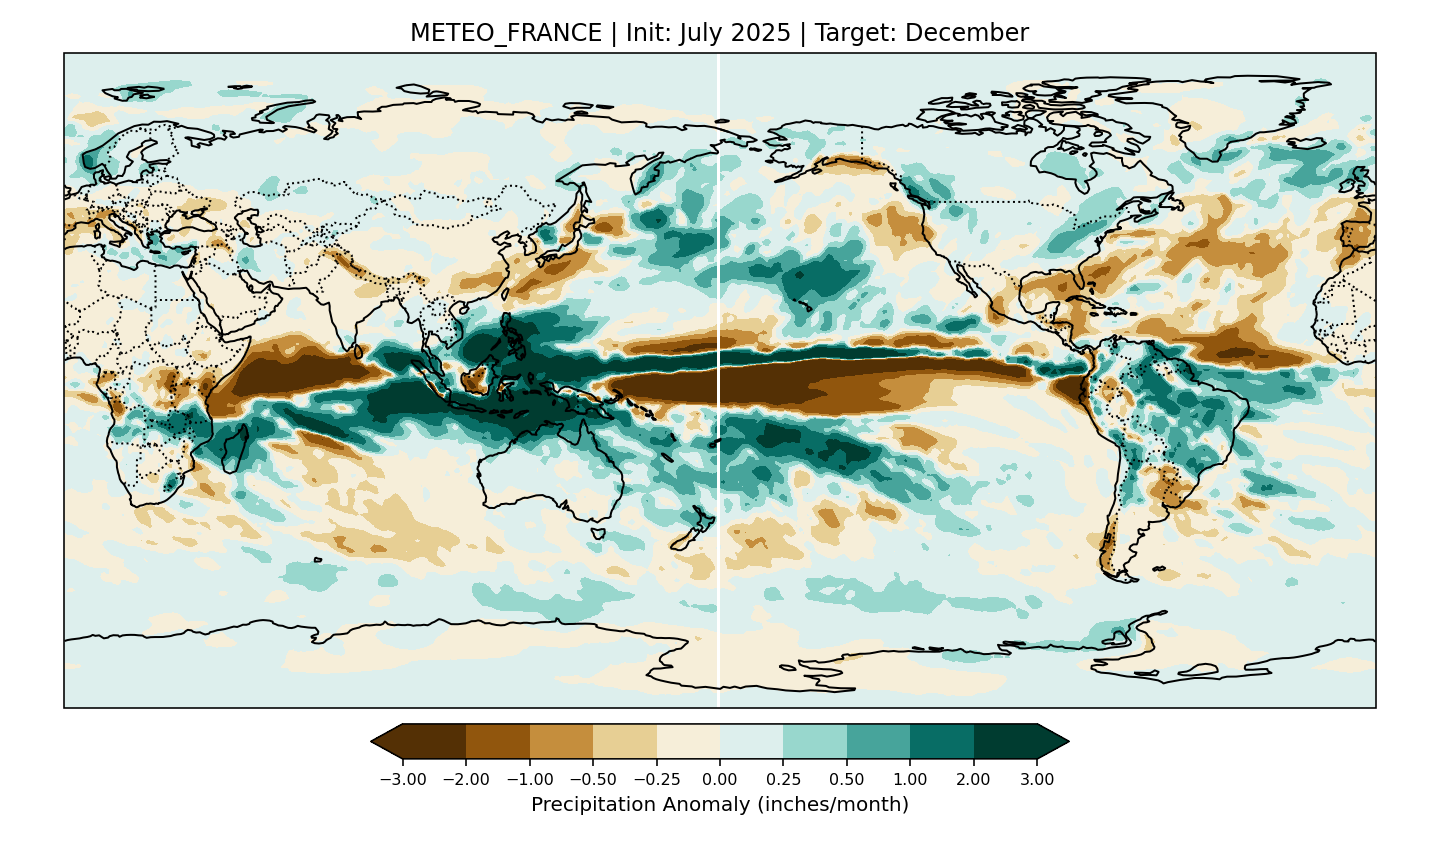 METEO_FRANCE | Init: July 2025 | Target: December
−3.00 −2.00 −1.00 −0.50 −0.25 0.00 0.25 0.50 1.00 2.00 3.00
Precipitation Anomaly (inches/month)